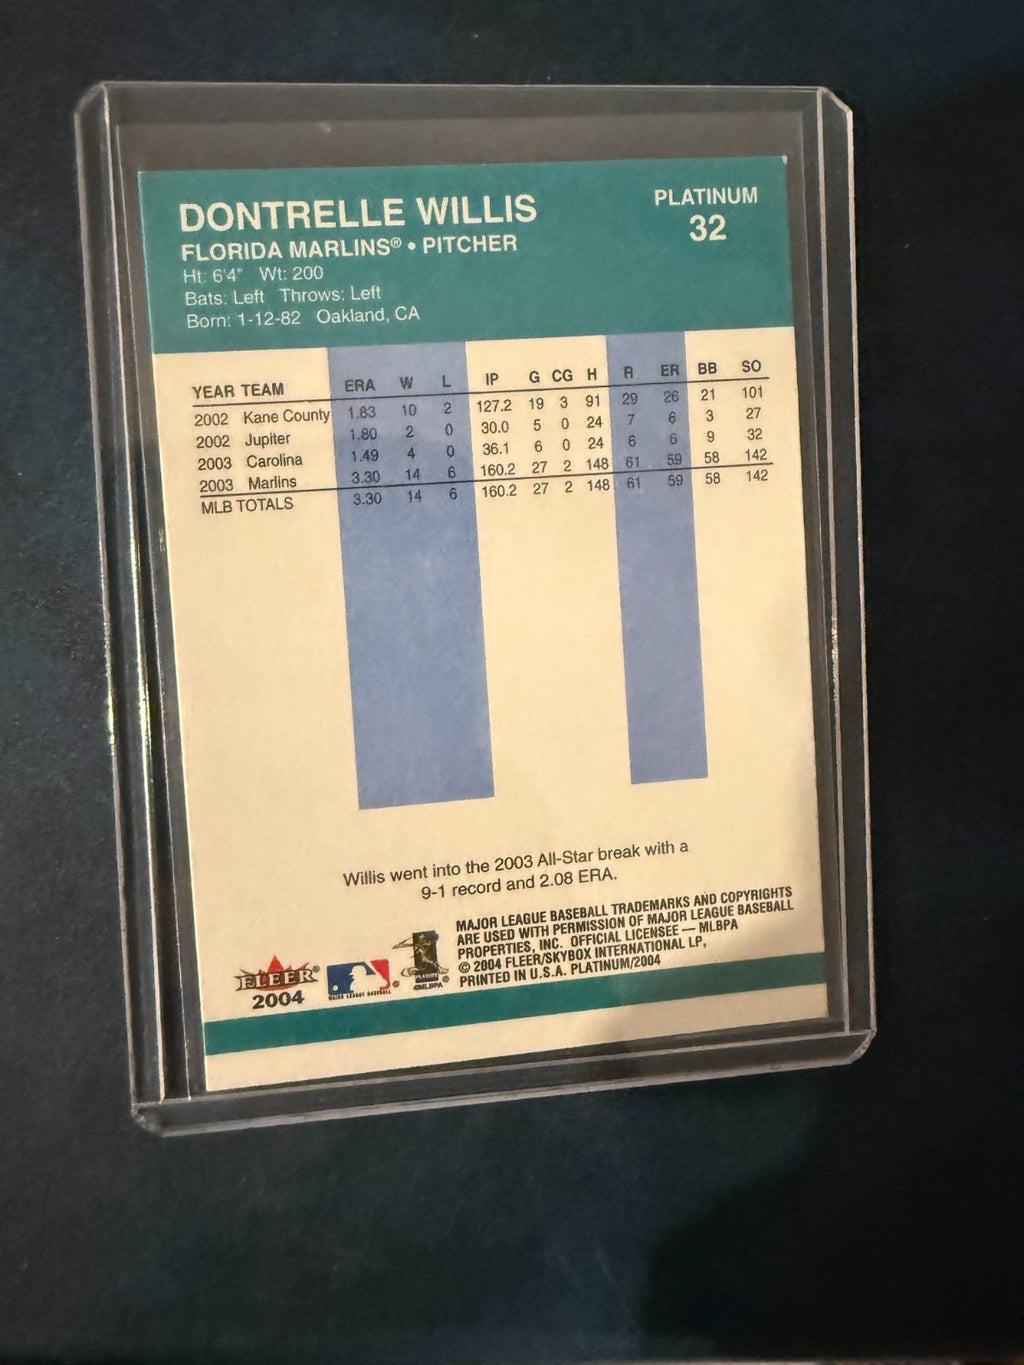 DONTRELLE WILLIS
PLATINUM
32
FLORIDA MARLINS® • PITCHER
Ht: 6'4" Wt: 200
Bats: Left Throws: Left
Born: 1-12-82 Oakland, CA
YEAR TEAM ERA W L IP G CG H R ER BB SO
2002 Kane County 1.83 10 2 127.2 19 3 91 29 26 21 101
2002 Jupiter 1.80 2 0 30.0 5 0 24 7 6 3 27
2003 Carolina 1.49 4 0 36.1 6 0 24 6 6 9 32
2003 Marlins 3.30 14 6 160.2 27 2 148 61 59 58 142
MLB TOTALS 3.30 14 6 160.2 27 2 148 61 59 58 142
Willis went into the 2003 All-Star break with a
9-1 record and 2.08 ERA.
MAJOR LEAGUE BASEBALL TRADEMARKS AND COPYRIGHTS
ARE USED WITH PERMISSION OF MAJOR LEAGUE BASEBALL
PROPERTIES, INC. OFFICIAL LICENSEE — MLBPA
© 2004 FLEER/SKYBOX INTERNATIONAL LP,
PRINTED IN U.S.A. PLATINUM/2004
FLEER®
2004
MAJOR LEAGUE BASEBALL®
PLAYERS
©MLBPA